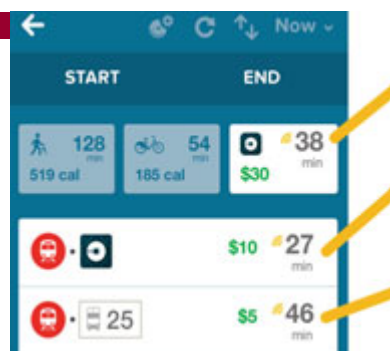 Now
START END
128 54 38
min min min
519 cal 185 cal $30
$10 27
min
25 $5 46
min